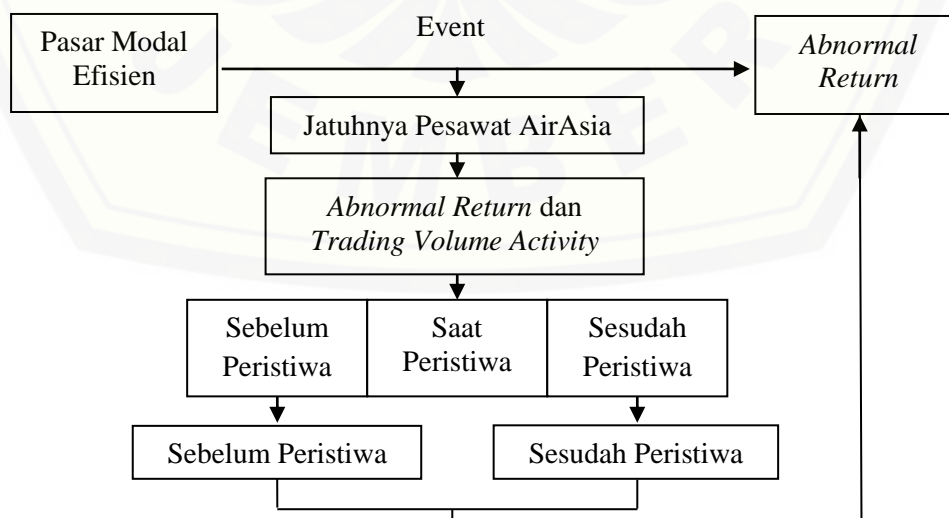 Pasar Modal
Efisien
Event
Abnormal
Return
Jatuhnya Pesawat AirAsia
Abnormal Return dan
Trading Volume Activity
Sebelum
Peristiwa
Saat
Peristiwa
Sesudah
Peristiwa
Sebelum Peristiwa
Sesudah Peristiwa
JEMBER